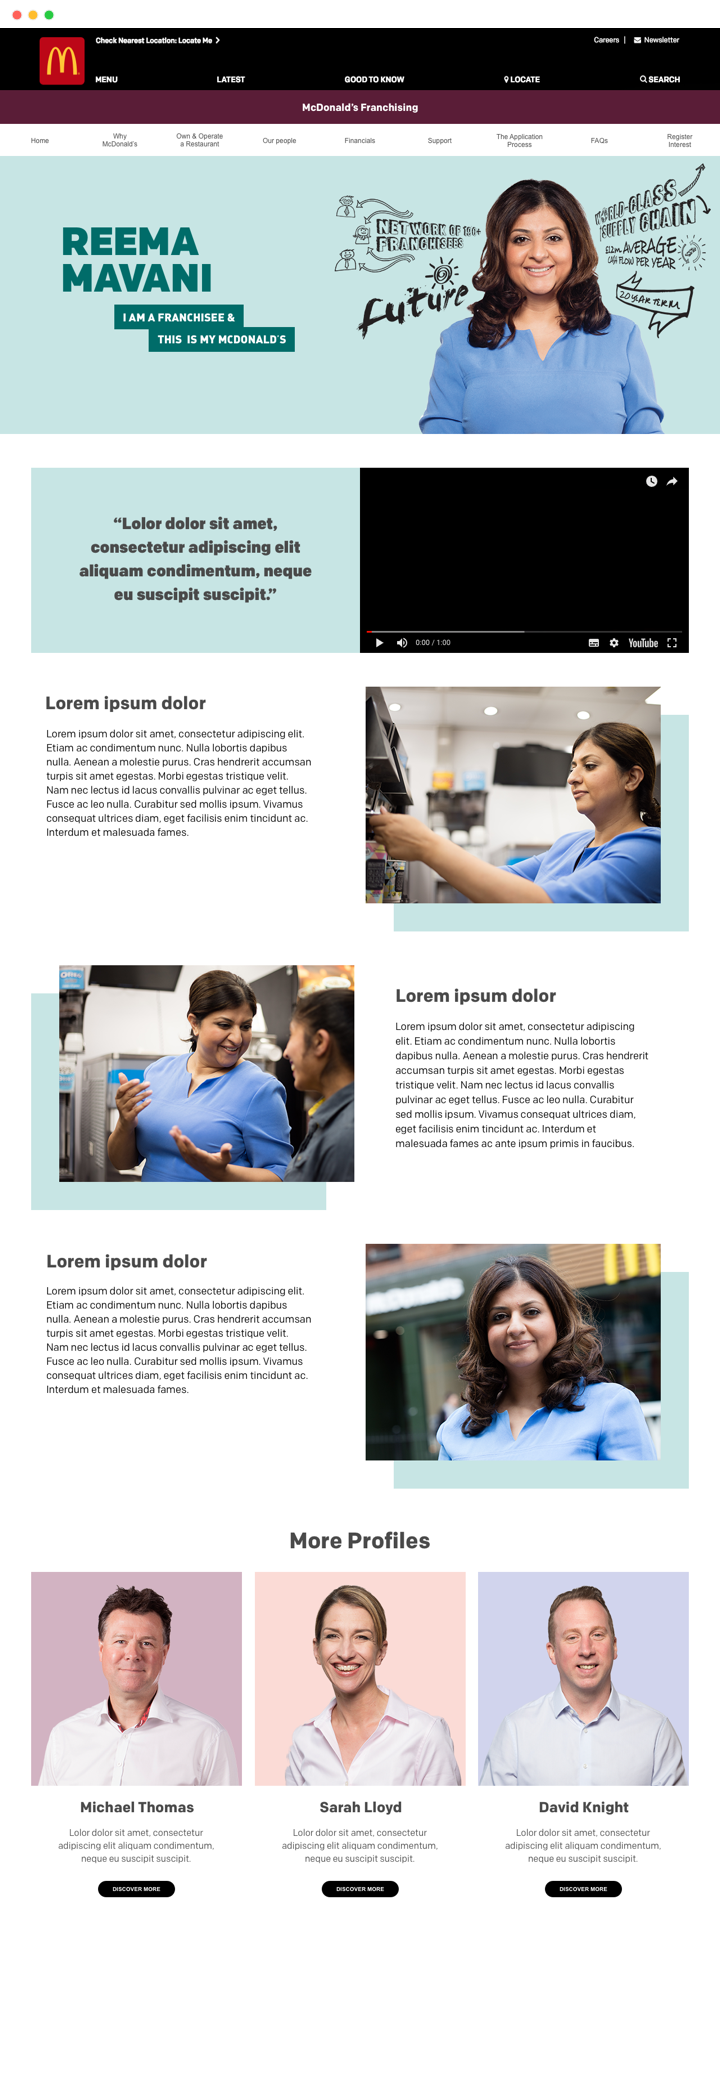 Check Nearest Location: Locate Me
Careers |
Newsletter
MENU
LATEST
GOOD TO KNOW
LOCATE
SEARCH
McDonald's Franchising
Home
Why
McDonald's
Own & Operate
a Restaurant
Our people
Financials
Support
The Application
Process
FAQs
Register
Interest
REEMA
MAVANI
I AM A FRANCHISEE &
THIS IS MY MCDONALD'S
NETWORK OF 180+
FRANCHISEES
Future
WORLD-CLASS
SUPPLY CHAIN
AVERAGE
CASH FLOW PER YEAR
20 YEAR TERM
“Lolor dolor sit amet,
consectetur adipiscing elit
aliquam condimentum, neque
eu suscipit suscipit.”
0:00 / 1:00
YouTube
Lorem ipsum dolor
Lorem ipsum dolor sit amet, consectetur adipiscing elit.
Etiam ac condimentum nunc. Nulla lobortis dapibus
nulla. Aenean a molestie purus. Cras hendrerit accumsan
turpis sit amet egestas. Morbi egestas tristique velit.
Nam nec lectus id lacus convallis pulvinar ac eget tellus.
Fusce ac leo nulla. Curabitur sed mollis ipsum. Vivamus
consequat ultrices diam, eget facilisis enim tincidunt ac.
Interdum et malesuada fames.
Lorem ipsum dolor
Lorem ipsum dolor sit amet, consectetur adipiscing
elit. Etiam ac condimentum nunc. Nulla lobortis
dapibus nulla. Aenean a molestie purus. Cras hendrerit
accumsan turpis sit amet egestas. Morbi egestas
tristique velit. Nam nec lectus id lacus convallis
pulvinar ac eget tellus. Fusce ac leo nulla. Curabitur
sed mollis ipsum. Vivamus consequat ultrices diam,
eget facilisis enim tincidunt ac. Interdum et
malesuada fames ac ante ipsum primis in faucibus.
Lorem ipsum dolor
Lorem ipsum dolor sit amet, consectetur adipiscing elit.
Etiam ac condimentum nunc. Nulla lobortis dapibus
nulla. Aenean a molestie purus. Cras hendrerit accumsan
turpis sit amet egestas. Morbi egestas tristique velit.
Nam nec lectus id lacus convallis pulvinar ac eget tellus.
Fusce ac leo nulla. Curabitur sed mollis ipsum. Vivamus
consequat ultrices diam, eget facilisis enim tincidunt ac.
Interdum et malesuada fames.
More Profiles
Michael Thomas
Lolor dolor sit amet, consectetur
adipiscing elit aliquam condimentum,
neque eu suscipit suscipit.
DISCOVER MORE
Sarah Lloyd
Lolor dolor sit amet, consectetur
adipiscing elit aliquam condimentum,
neque eu suscipit suscipit.
DISCOVER MORE
David Knight
Lolor dolor sit amet, consectetur
adipiscing elit aliquam condimentum,
neque eu suscipit suscipit.
DISCOVER MORE